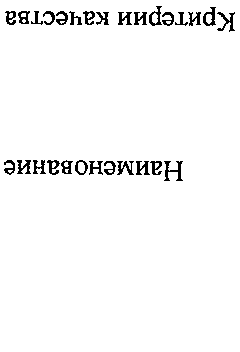 Наименование
Критерии качества